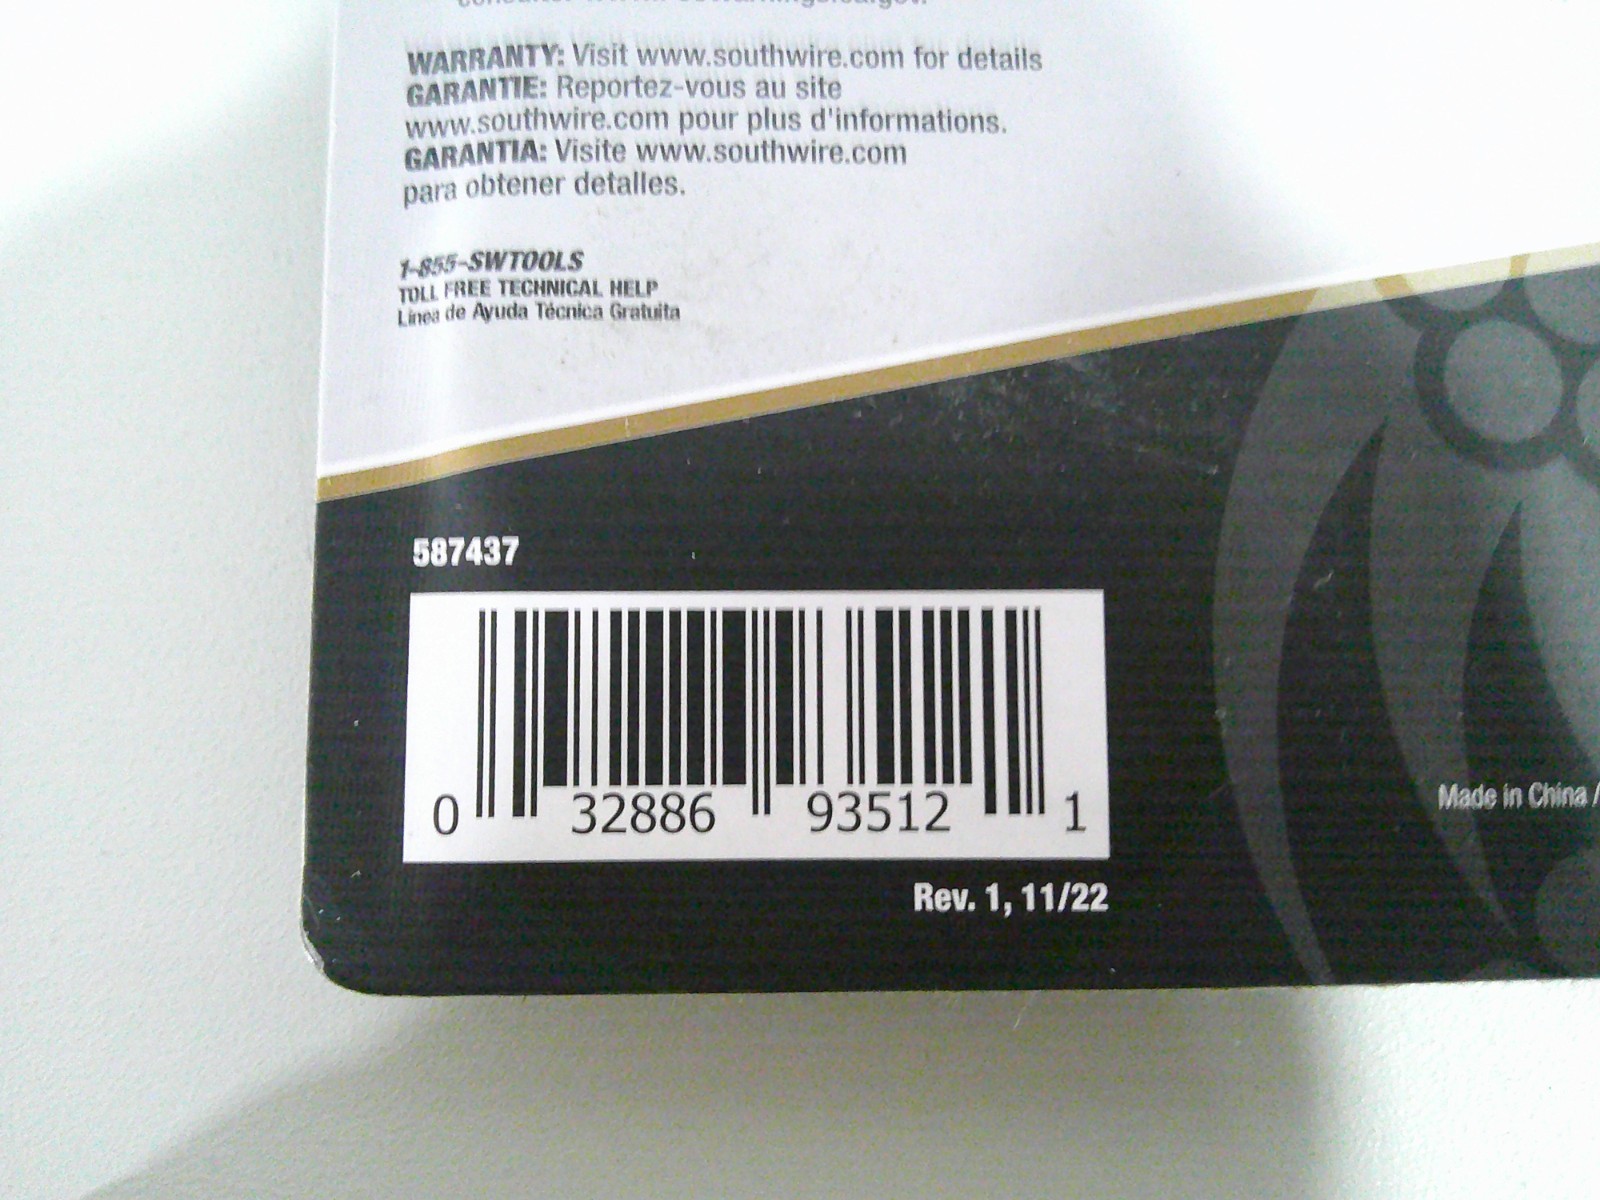 WARRANTY: Visit www.southwire.com for details
GARANTIE: Reportez-vous au site
www.southwire.com pour plus d'informations.
GARANTIA: Visite www.southwire.com
para obtener detalles.
1-855-SWTOOLS
TOLL FREE TECHNICAL HELP
Línea de Ayuda Técnica Gratuita
587437
0 32886 93512 1
Made in China /
Rev. 1, 11/22